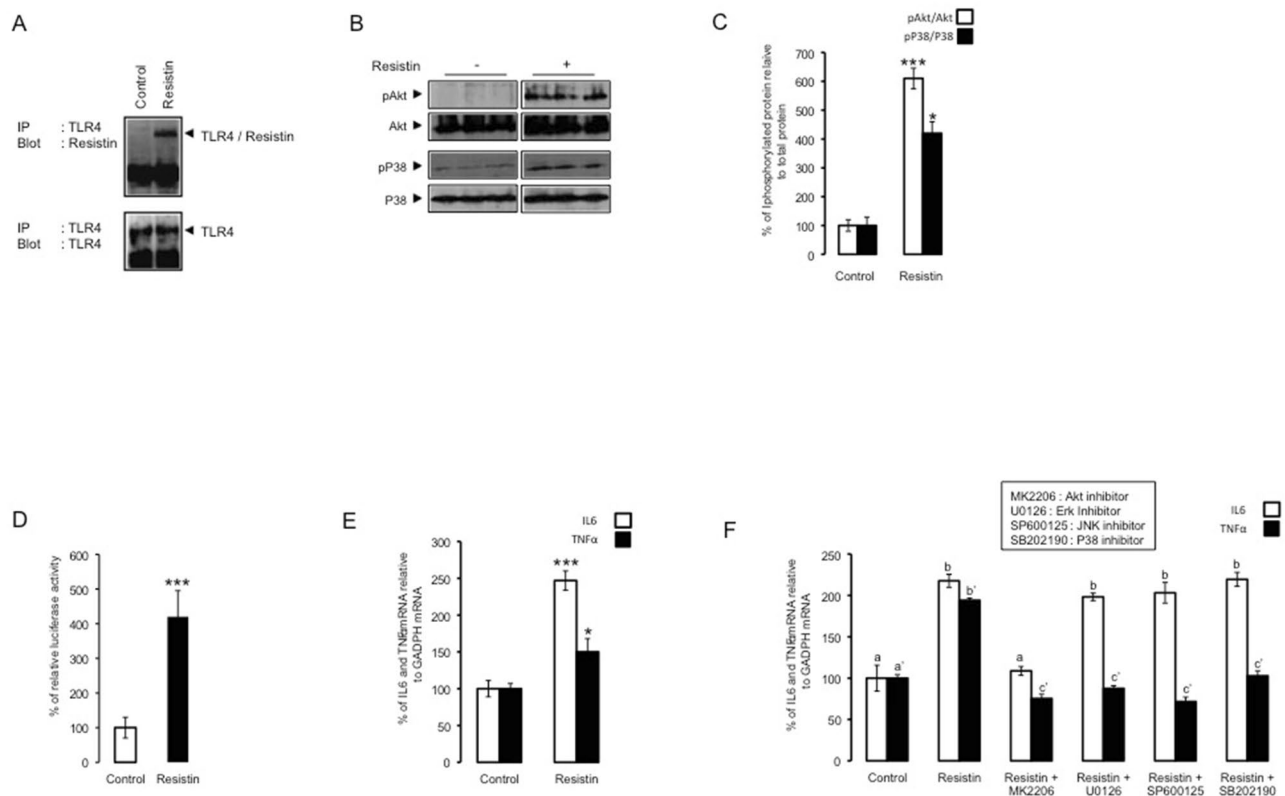 A
Control
Resistin
IP : TLR4
Blot : Resistin
TLR4 / Resistin
IP : TLR4
Blot : TLR4
TLR4
B
Resistin - +
pAkt
Akt
pP38
P38
C
pAkt/Akt
pP38/P38
% of lphosphorylated protein relaive
to total protein
700
600
500
400
300
200
100
0
***
*
Control Resistin
D
% of relative luciferase activity
600
500
400
300
200
100
0
***
Control Resistin
E
IL6
TNFα
% of IL6 and mRNA relative
to GADPH mRNA
300
250
200
150
100
50
0
***
*
Control Resistin
F
MK2206 : Akt inhibitor
U0126 : Erk Inhibitor
SP600125 : JNK inhibitor
SB202190 : P38 inhibitor
IL6
TNFα
% of IL6 and mRNA relative
to GADPH mRNA
250
200
150
100
50
0
a a' b b' a c' b c' b c' b c'
Control Resistin Resistin + Resistin + Resistin + Resistin +
MK2206 U0126 SP600125 SB202190